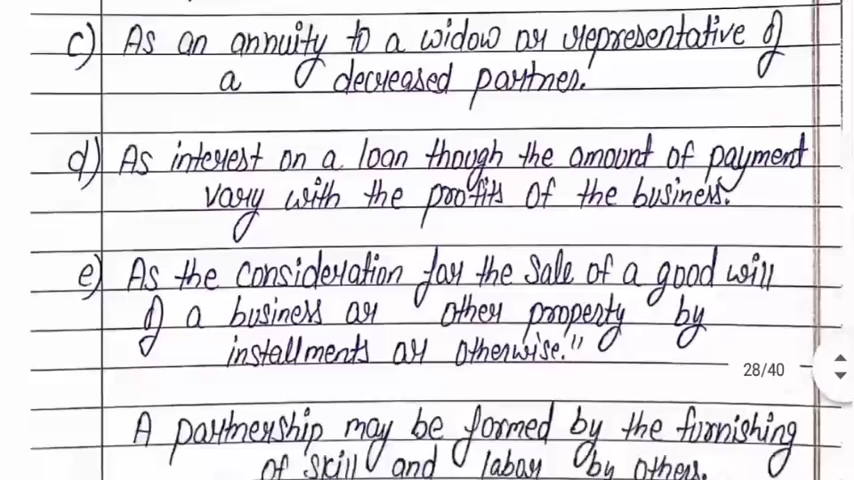 c) As an annuity to a widow or representative of
a decreased partner.
d) As interest on a loan though the amount of payment
vary with the profits of the business.
e) As the consideration for the sale of a good will
of a business or other property by
installments or otherwise."
28/40
A partnership may be formed by the furnishing
of skill and labor by others.